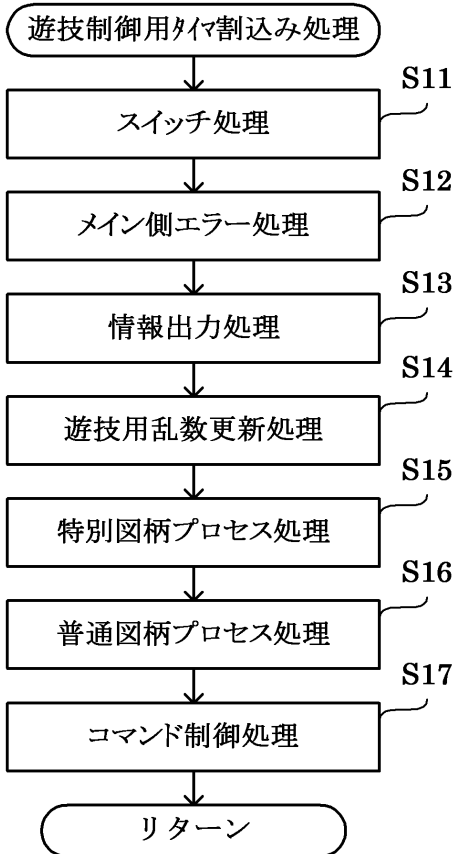 遊技制御用タイマ割込み処理
S11
スイッチ処理
S12
メイン側エラー処理
S13
情報出力処理
S14
遊技用乱数更新処理
S15
特別図柄プロセス処理
S16
普通図柄プロセス処理
S17
コマンド制御処理
リターン